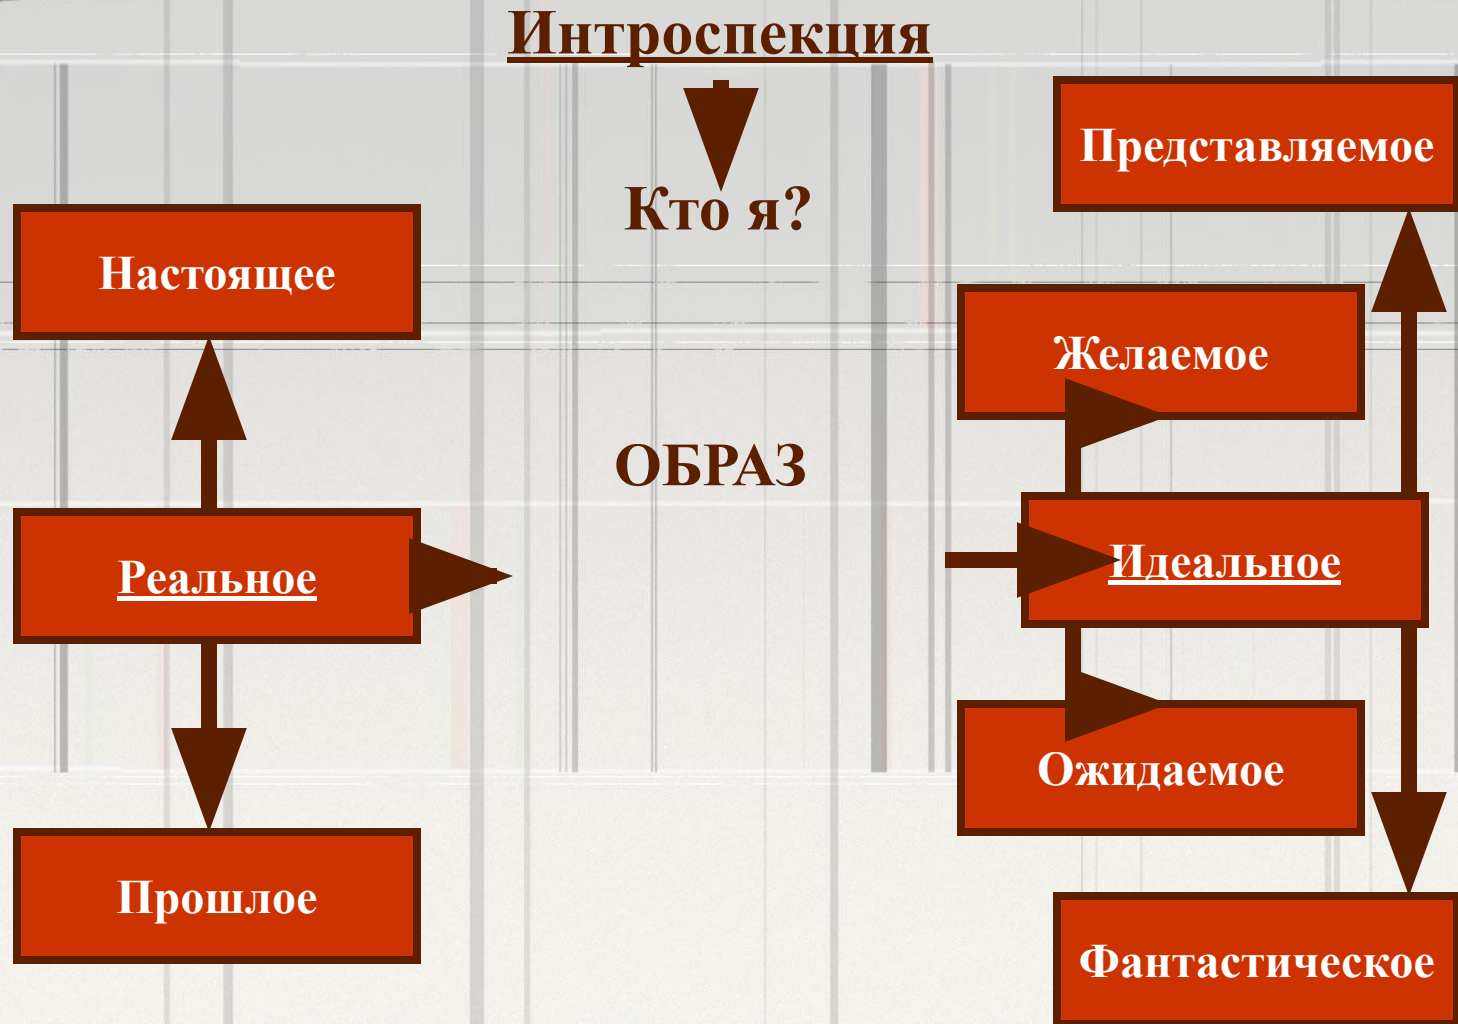 Интроспекция
Кто я?
Представляемое
Настоящее
Желаемое
ОБРАЗ
Реальное
Идеальное
Ожидаемое
Прошлое
Фантастическое